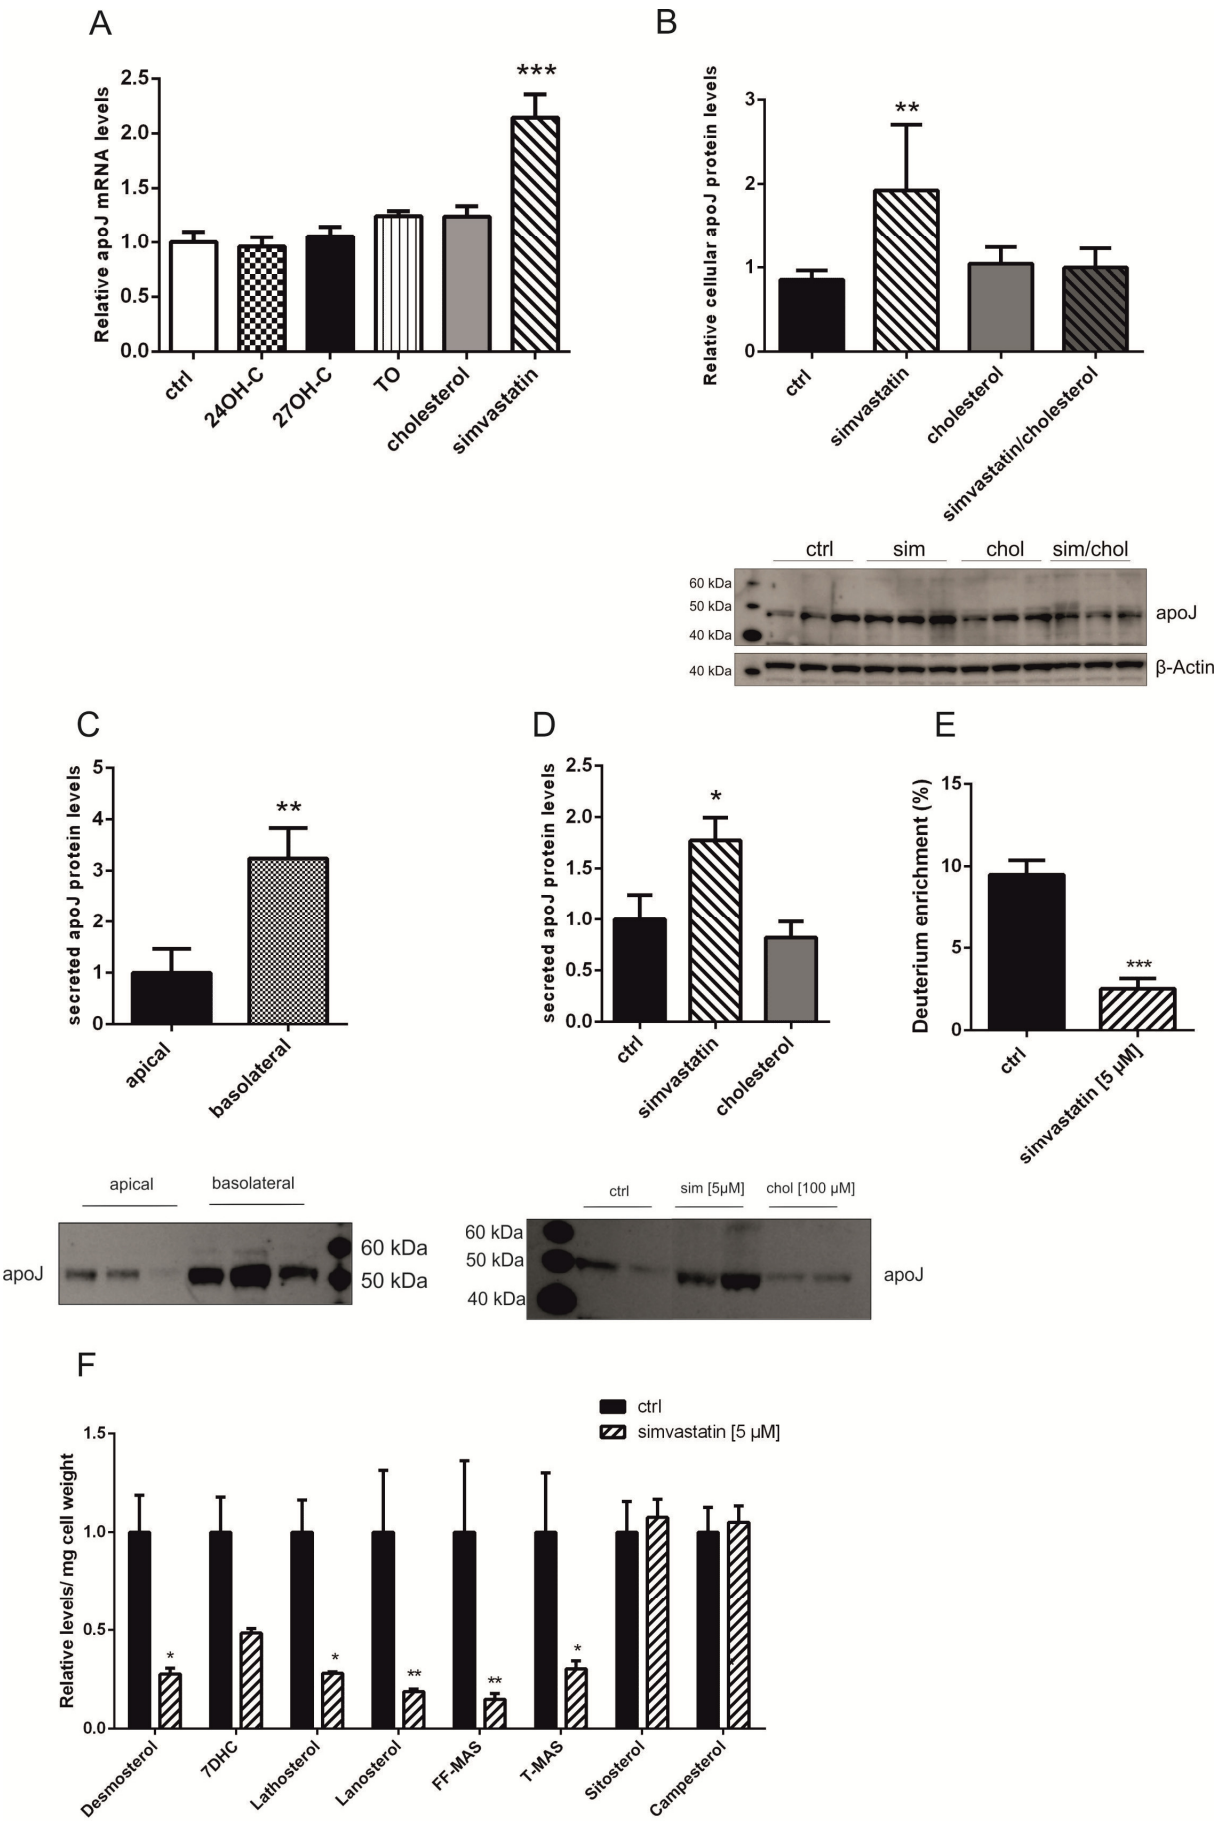 A
Relative apoJ mRNA levels
2.5
2.0
1.5
1.0
0.5
0.0
***
ctrl
24OH-C
27OH-C
TO
cholesterol
simvastatin
B
Relative cellular apoJ protein levels
3
2
1
0
**
ctrl
simvastatin
cholesterol
simvastatin/cholesterol
ctrl sim chol sim/chol
60 kDa
50 kDa
40 kDa
apoJ
40 kDa
β-Actin
C
secreted apoJ protein levels
5
4
3
2
1
0
**
apical
basolateral
apical basolateral
apoJ
60 kDa
50 kDa
D
secreted apoJ protein levels
2.5
2.0
1.5
1.0
0.5
0.0
*
ctrl
simvastatin
cholesterol
ctrl sim [5µM] chol [100 µM]
60 kDa
50 kDa
40 kDa
apoJ
E
Deuterium enrichment (%)
15
10
5
0
***
ctrl
simvastatin [5 µM]
F
ctrl
simvastatin [5 µM]
Relative levels/ mg cell weight
1.5
1.0
0.5
0.0
*
*
**
**
*
Desmosterol
7DHC
Lathosterol
Lanosterol
FF-MAS
T-MAS
Sitosterol
Campesterol